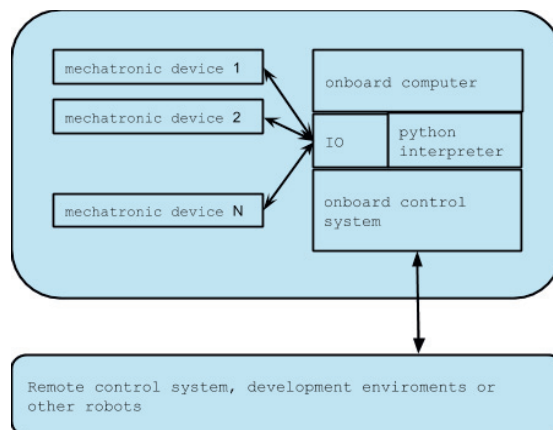 mechatronic device 1
mechatronic device 2
mechatronic device N
onboard computer
IO
python
interpreter
onboard control
system
Remote control system, development enviroments or
other robots